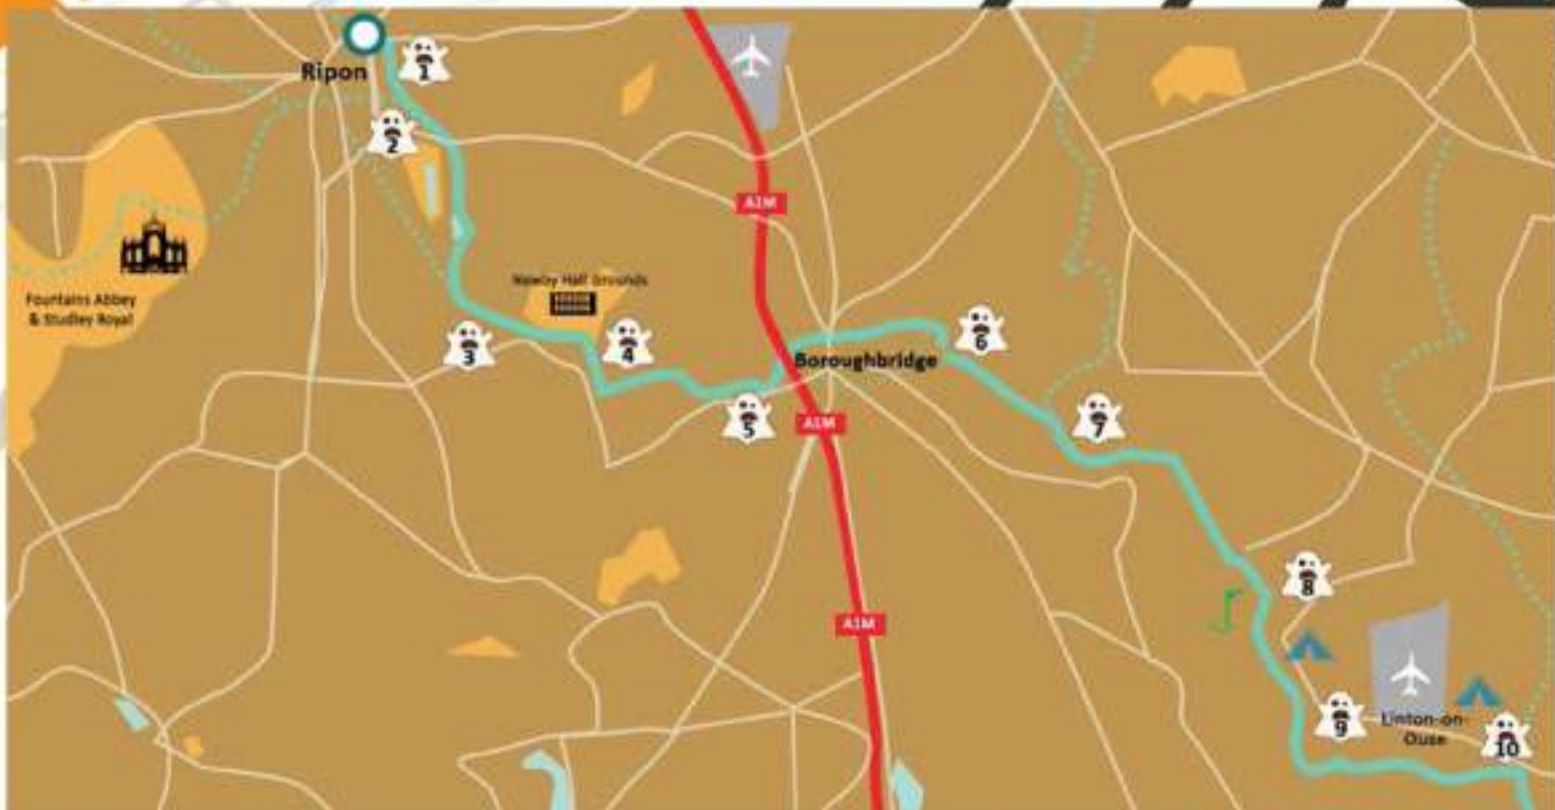 1
Ripon
2
A1M
Fountains Abbey
& Studley Royal
Newby Hall Grounds
3
4
6
Boroughbridge
5
A1M
7
8
A1M
9
Linton-on-
Ouse
10